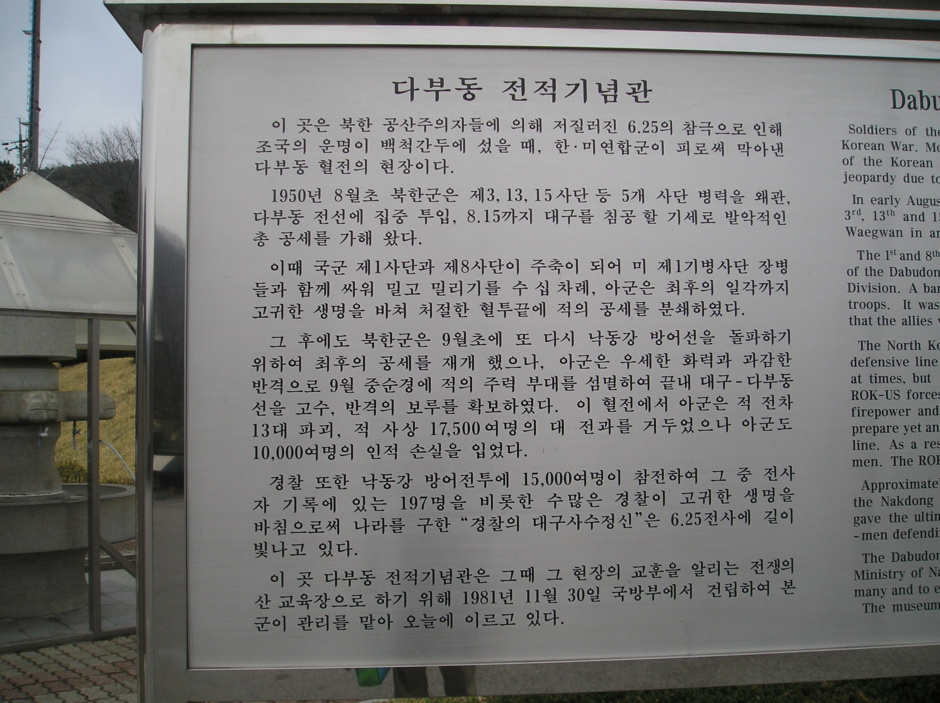 다부동 전적기념관
이 곳은 북한 공산주의자들에 의해 저질러진 6.25의 참극으로 인해
조국의 운명이 백척간두에 섰을 때, 한·미연합군이 피로써 막아낸
다부동 혈전의 현장이다.
1950년 8월초 북한군은 제3, 13, 15사단 등 5개 사단 병력을 왜관,
다부동 전선에 집중 투입, 8.15까지 대구를 침공 할 기세로 발악적인
총 공세를 가해 왔다.
이때 국군 제1사단과 제8사단이 주축이 되어 미 제1기병사단 장병
들과 함께 싸워 밀고 밀리기를 수 십 차례, 아군은 최후의 일각까지
고귀한 생명을 바쳐 처절한 혈투끝에 적의 공세를 분쇄하였다.
그 후에도 북한군은 9월초에 또 다시 낙동강 방어선을 돌파하기
위하여 최후의 공세를 재개 했으나, 아군은 우세한 화력과 과감한
반격으로 9월 중순경에 적의 주력 부대를 섬멸하여 끝내 대구-다부동
선을 고수, 반격의 보루를 확보하였다. 이 혈전에서 아군은 적 전차
13대 파괴, 적 사상 17,500여명의 대 전과를 거두었으나 아군도
10,000여명의 인적 손실을 입었다.
경찰 또한 낙동강 방어전투에 15,000여명이 참전하여 그 중 전사
자 기록에 있는 197명을 비롯한 수많은 경찰이 고귀한 생명을
바침으로써 나라를 구한 “경찰의 대구사수정신”은 6.25전사에 길이
빛나고 있다.
이 곳 다부동 전적기념관은 그때 그 현장의 교훈을 알리는 전쟁의
산 교육장으로 하기 위해 1981년 11월 30일 국방부에서 건립하여 본
군이 관리를 맡아 오늘에 이르고 있다.
Dabu
Soldiers of the
Korean War. Mo
of the Korean
jeopardy due to
In early Augus
3rd, 13th and 1
Waegwan in an
The 1st and 8th
of the Dabudon
Division. A ba
troops. It was
that the allies
The North Ko
defensive line
at times, but
ROK-US forces
firepower and
prepare yet an
line. As a res
men. The ROK
Approximate
the Nakdong
gave the ultim
-men defendi
The Dabudon
Ministry of Na
many and to e
The museum